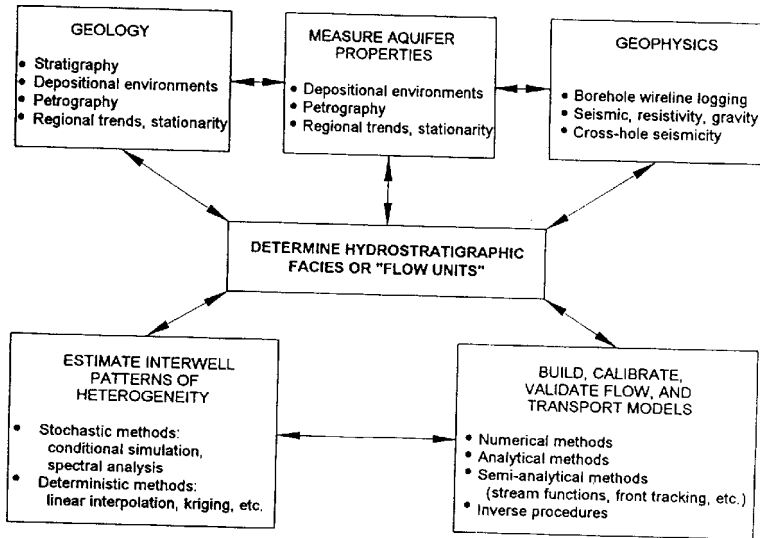 GEOLOGY
• Stratigraphy
• Depositional environments
• Petrography
• Regional trends, stationarity
MEASURE AQUIFER
PROPERTIES
• Depositional environments
• Petrography
• Regional trends, stationarity
GEOPHYSICS
• Borehole wireline logging
• Seismic, resistivity, gravity
• Cross-hole seismicity
DETERMINE HYDROSTRATIGRAPHIC
FACIES OR "FLOW UNITS"
ESTIMATE INTERWELL
PATTERNS OF
HETEROGENEITY
• Stochastic methods:
conditional simulation,
spectral analysis
• Deterministic methods:
linear interpolation, kriging, etc.
BUILD, CALIBRATE,
VALIDATE FLOW, AND
TRANSPORT MODELS
• Numerical methods
• Analytical methods
• Semi-analytical methods
(stream functions, front tracking, etc.)
• Inverse procedures